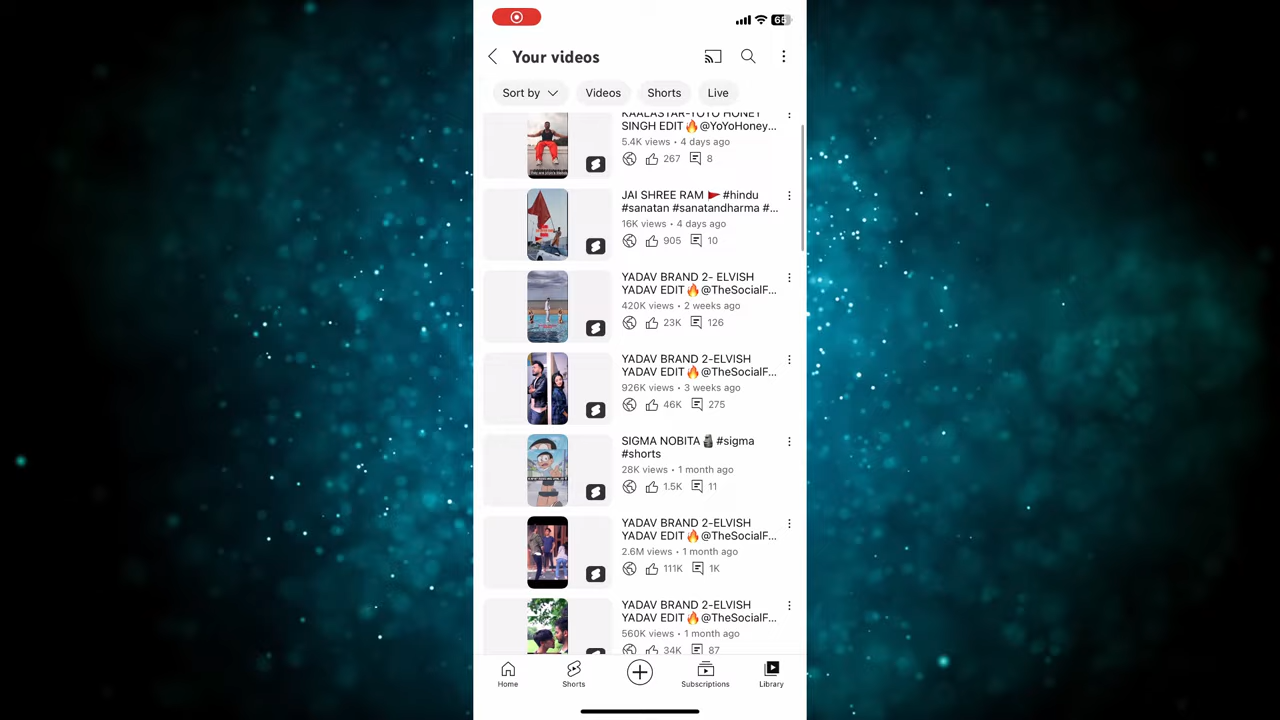 65
Your videos
Sort by Videos Shorts Live
KAALASTAR-YOYO HONEY
SINGH EDIT🔥@YoYoHoney...
5.4K views • 4 days ago
267 8
JAI SHREE RAM 🚩 #hindu
#sanatan #sanatandharma #...
16K views • 4 days ago
905 10
YADAV BRAND 2- ELVISH
YADAV EDIT🔥@TheSocialF...
420K views • 2 weeks ago
23K 126
YADAV BRAND 2-ELVISH
YADAV EDIT🔥@TheSocialF...
926K views • 3 weeks ago
46K 275
SIGMA NOBITA🗿 #sigma
#shorts
28K views • 1 month ago
1.5K 11
YADAV BRAND 2-ELVISH
YADAV EDIT🔥@TheSocialF...
2.6M views • 1 month ago
111K 1K
YADAV BRAND 2-ELVISH
YADAV EDIT🔥@TheSocialF...
560K views • 1 month ago
34K 87
Home Shorts Subscriptions Library